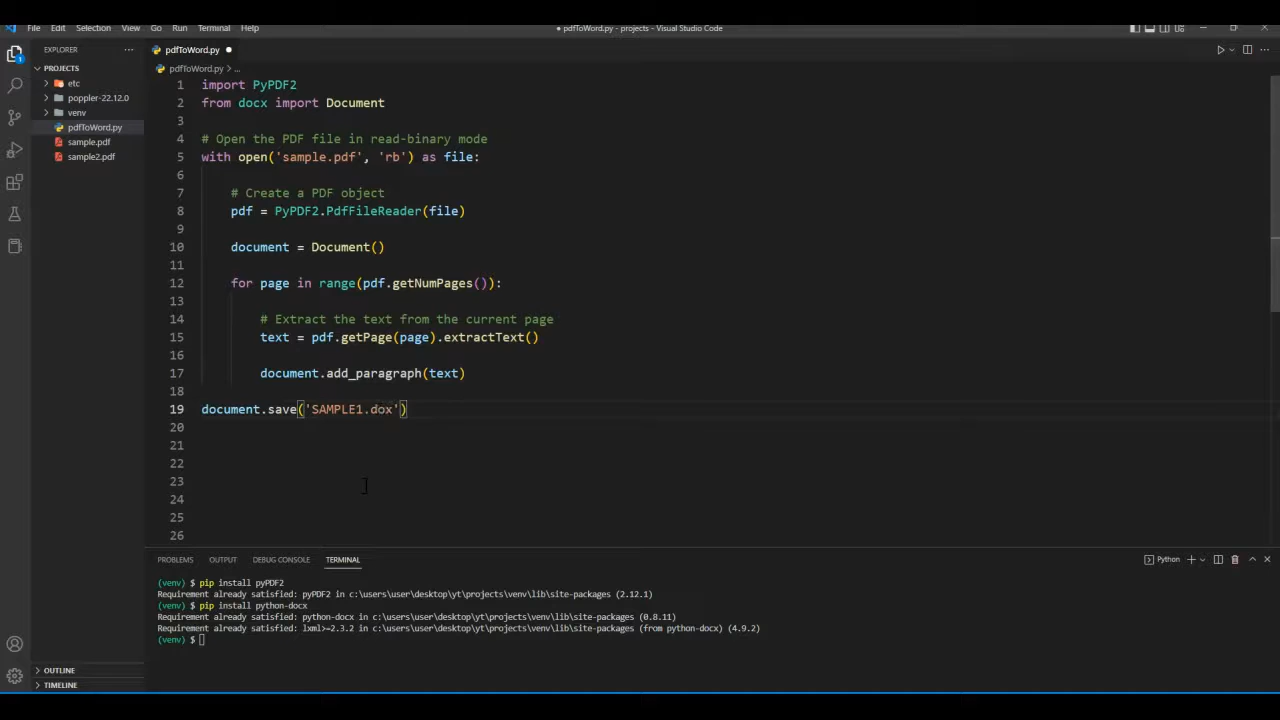 File Edit Selection View Go Run Terminal Help
● pdfToWord.py - projects - Visual Studio Code
EXPLORER
PROJECTS
etc
poppler-22.12.0
venv
pdfToWord.py
sample.pdf
sample2.pdf
OUTLINE
TIMELINE
1
pdfToWord.py ●
pdfToWord.py > ...
1 import PyPDF2
2 from docx import Document
3
4 # Open the PDF file in read-binary mode
5 with open('sample.pdf', 'rb') as file:
6
7     # Create a PDF object
8     pdf = PyPDF2.PdfFileReader(file)
9
10     document = Document()
11
12     for page in range(pdf.getNumPages()):
13
14         # Extract the text from the current page
15         text = pdf.getPage(page).extractText()
16
17         document.add_paragraph(text)
18
19 document.save('SAMPLE1.dox')
20
21
22
23
24
25
26
PROBLEMS OUTPUT DEBUG CONSOLE TERMINAL
Python
(venv) $ pip install pyPDF2
Requirement already satisfied: pyPDF2 in c:\users\user\desktop\yt\projects\venv\lib\site-packages (2.12.1)
(venv) $ pip install python-docx
Requirement already satisfied: python-docx in c:\users\user\desktop\yt\projects\venv\lib\site-packages (0.8.11)
Requirement already satisfied: lxml>=2.3.2 in c:\users\user\desktop\yt\projects\venv\lib\site-packages (from python-docx) (4.9.2)
(venv) $